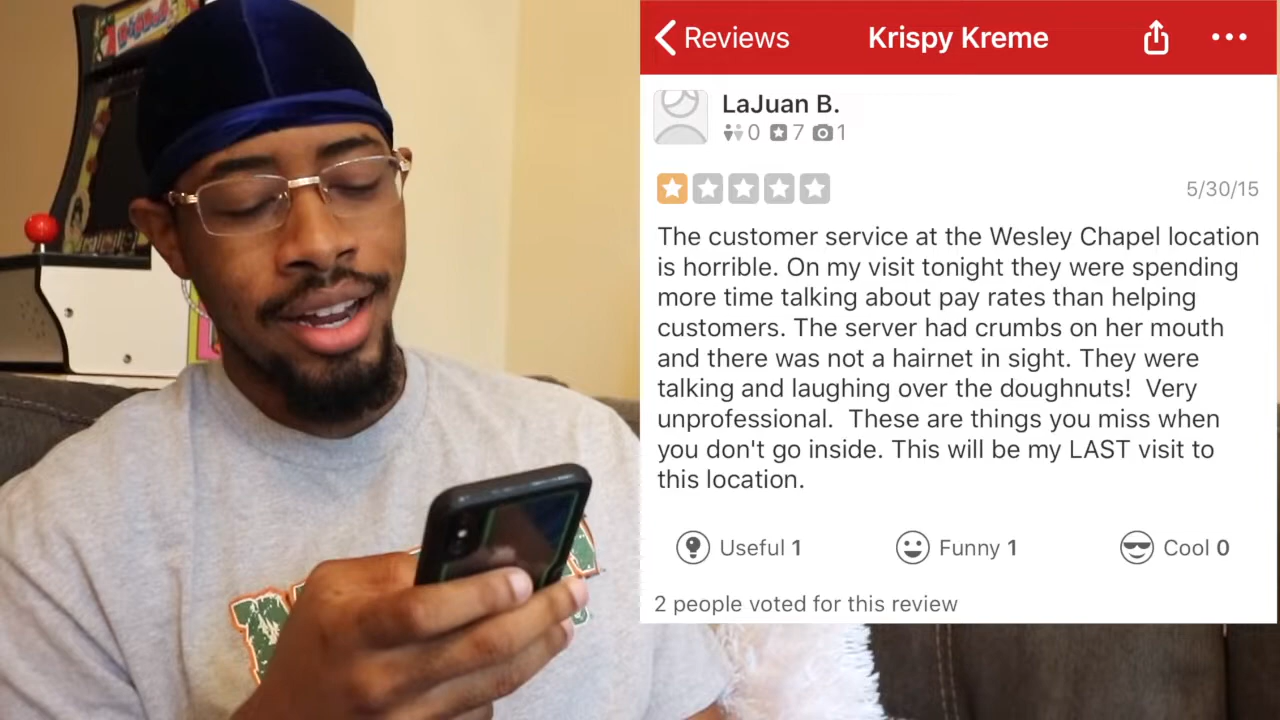 Reviews
Krispy Kreme
LaJuan B.
0 7 1
5/30/15
The customer service at the Wesley Chapel location
is horrible. On my visit tonight they were spending
more time talking about pay rates than helping
customers. The server had crumbs on her mouth
and there was not a hairnet in sight. They were
talking and laughing over the doughnuts!  Very
unprofessional.  These are things you miss when
you don't go inside. This will be my LAST visit to
this location.
Useful 1
Funny 1
Cool 0
2 people voted for this review